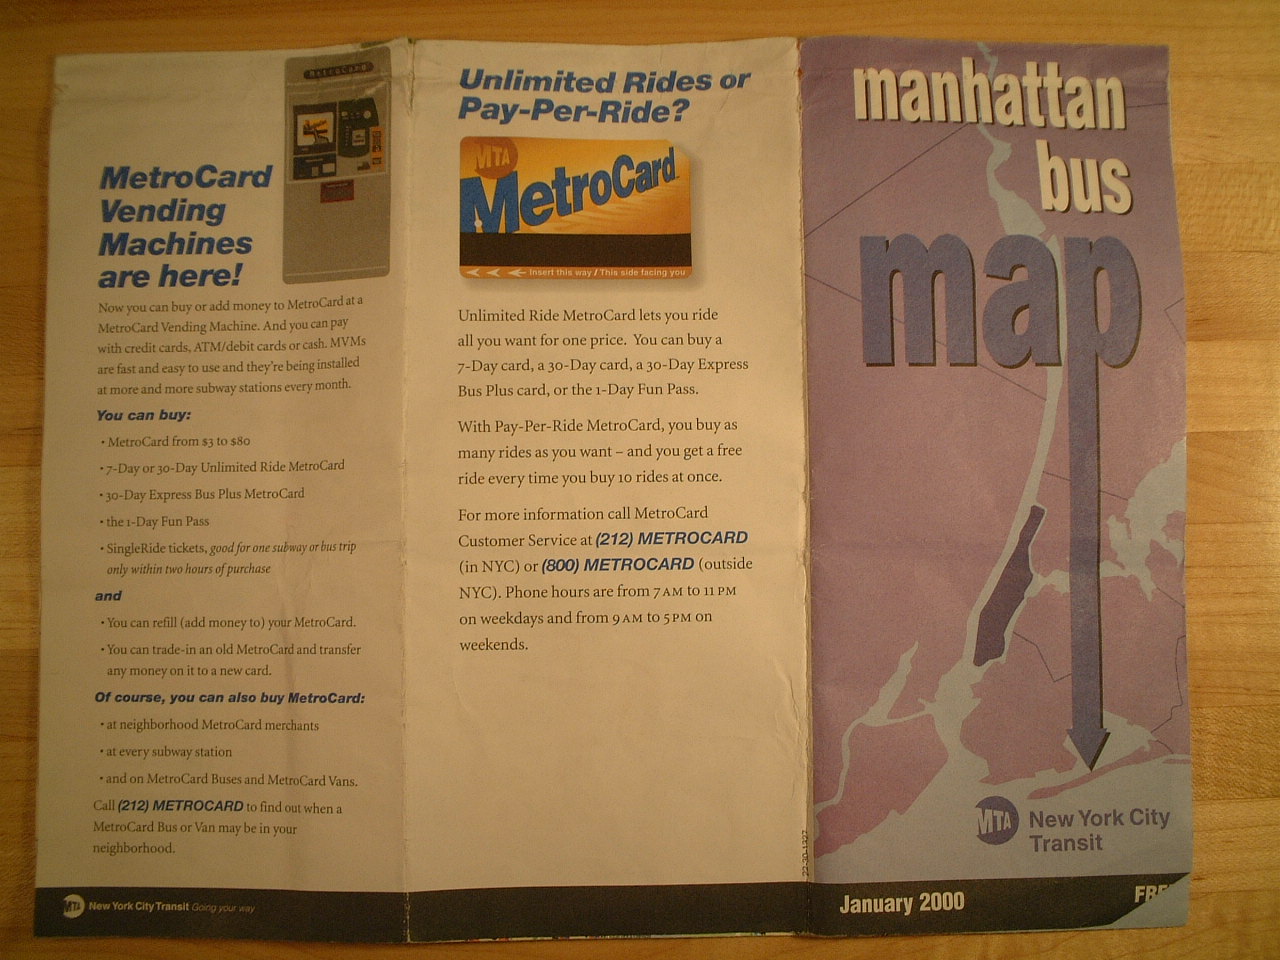 MetroCard
MetroCard
Vending
Machines
are here!
Now you can buy or add money to MetroCard at a
MetroCard Vending Machine. And you can pay
with credit cards, ATM/debit cards or cash. MVMs
are fast and easy to use and they're being installed
at more and more subway stations every month.
You can buy:
• MetroCard from $3 to $80
• 7-Day or 30-Day Unlimited Ride MetroCard
• 30-Day Express Bus Plus MetroCard
• the 1-Day Fun Pass
• SingleRide tickets, good for one subway or bus trip
only within two hours of purchase
and
• You can refill (add money to) your MetroCard.
• You can trade-in an old MetroCard and transfer
any money on it to a new card.
Of course, you can also buy MetroCard:
• at neighborhood MetroCard merchants
• at every subway station
• and on MetroCard Buses and MetroCard Vans.
Call (212) METROCARD to find out when a
MetroCard Bus or Van may be in your
neighborhood.
MTA New York City Transit Going your way
Unlimited Rides or
Pay-Per-Ride?
MTA
MetroCard
Insert this way / This side facing you
Unlimited Ride MetroCard lets you ride
all you want for one price. You can buy a
7-Day card, a 30-Day card, a 30-Day Express
Bus Plus card, or the 1-Day Fun Pass.
With Pay-Per-Ride MetroCard, you buy as
many rides as you want – and you get a free
ride every time you buy 10 rides at once.
For more information call MetroCard
Customer Service at (212) METROCARD
(in NYC) or (800) METROCARD (outside
NYC). Phone hours are from 7 AM to 11 PM
on weekdays and from 9 AM to 5 PM on
weekends.
manhattan
bus
map
MTA New York City
Transit
January 2000